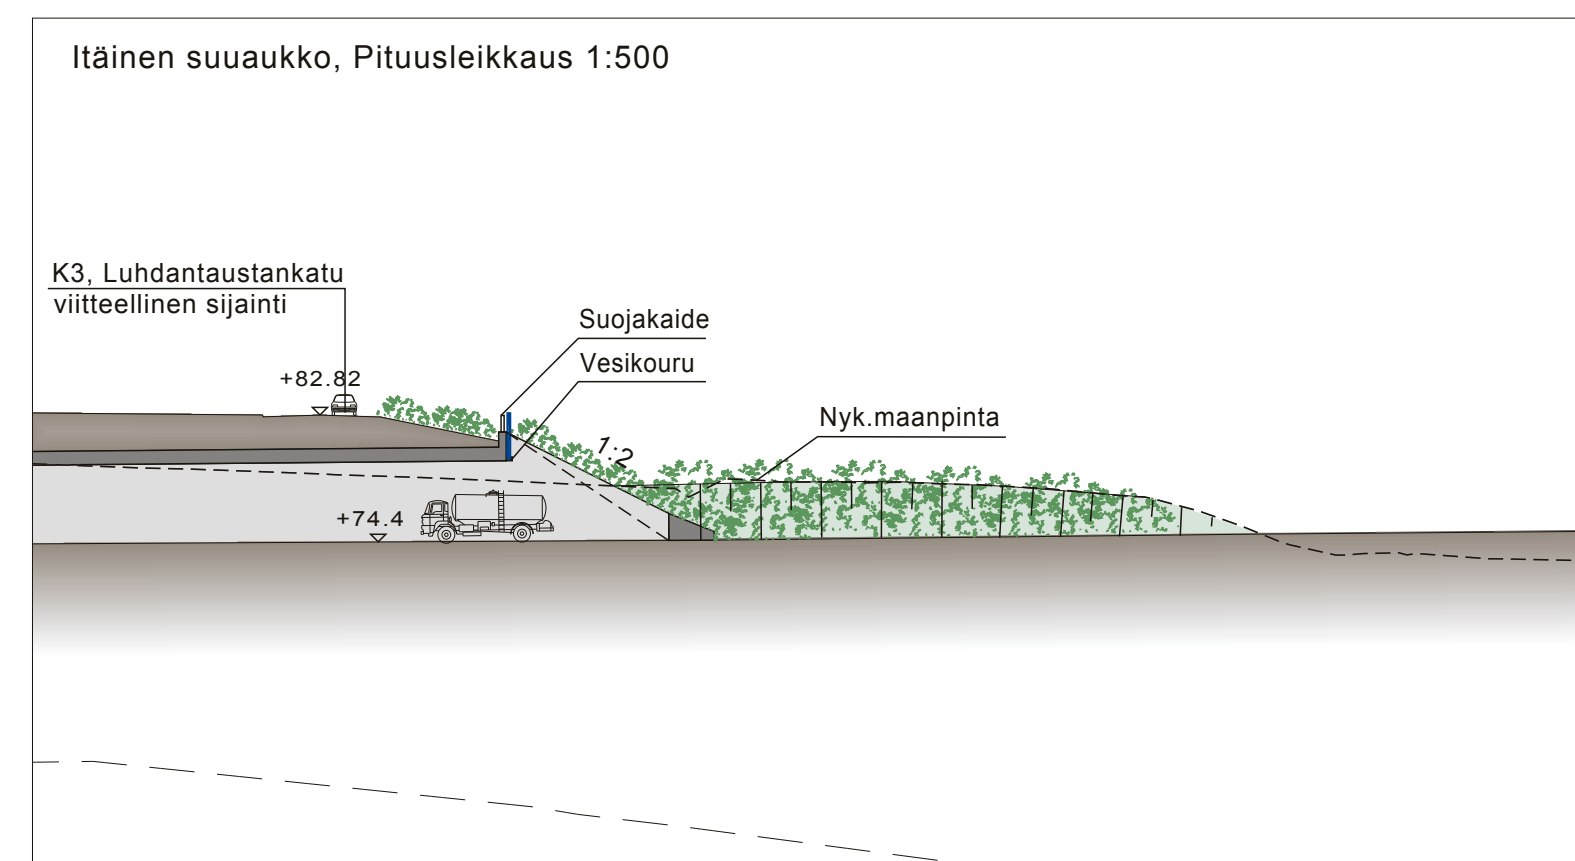 Itäinen suuaukko, Pituusleikkaus 1:500
K3, Luhdantaustankatu
viitteellinen sijainti
Suojakaide
Vesikouru
+82.82
Nyk.maanpinta
1:2
+74.4